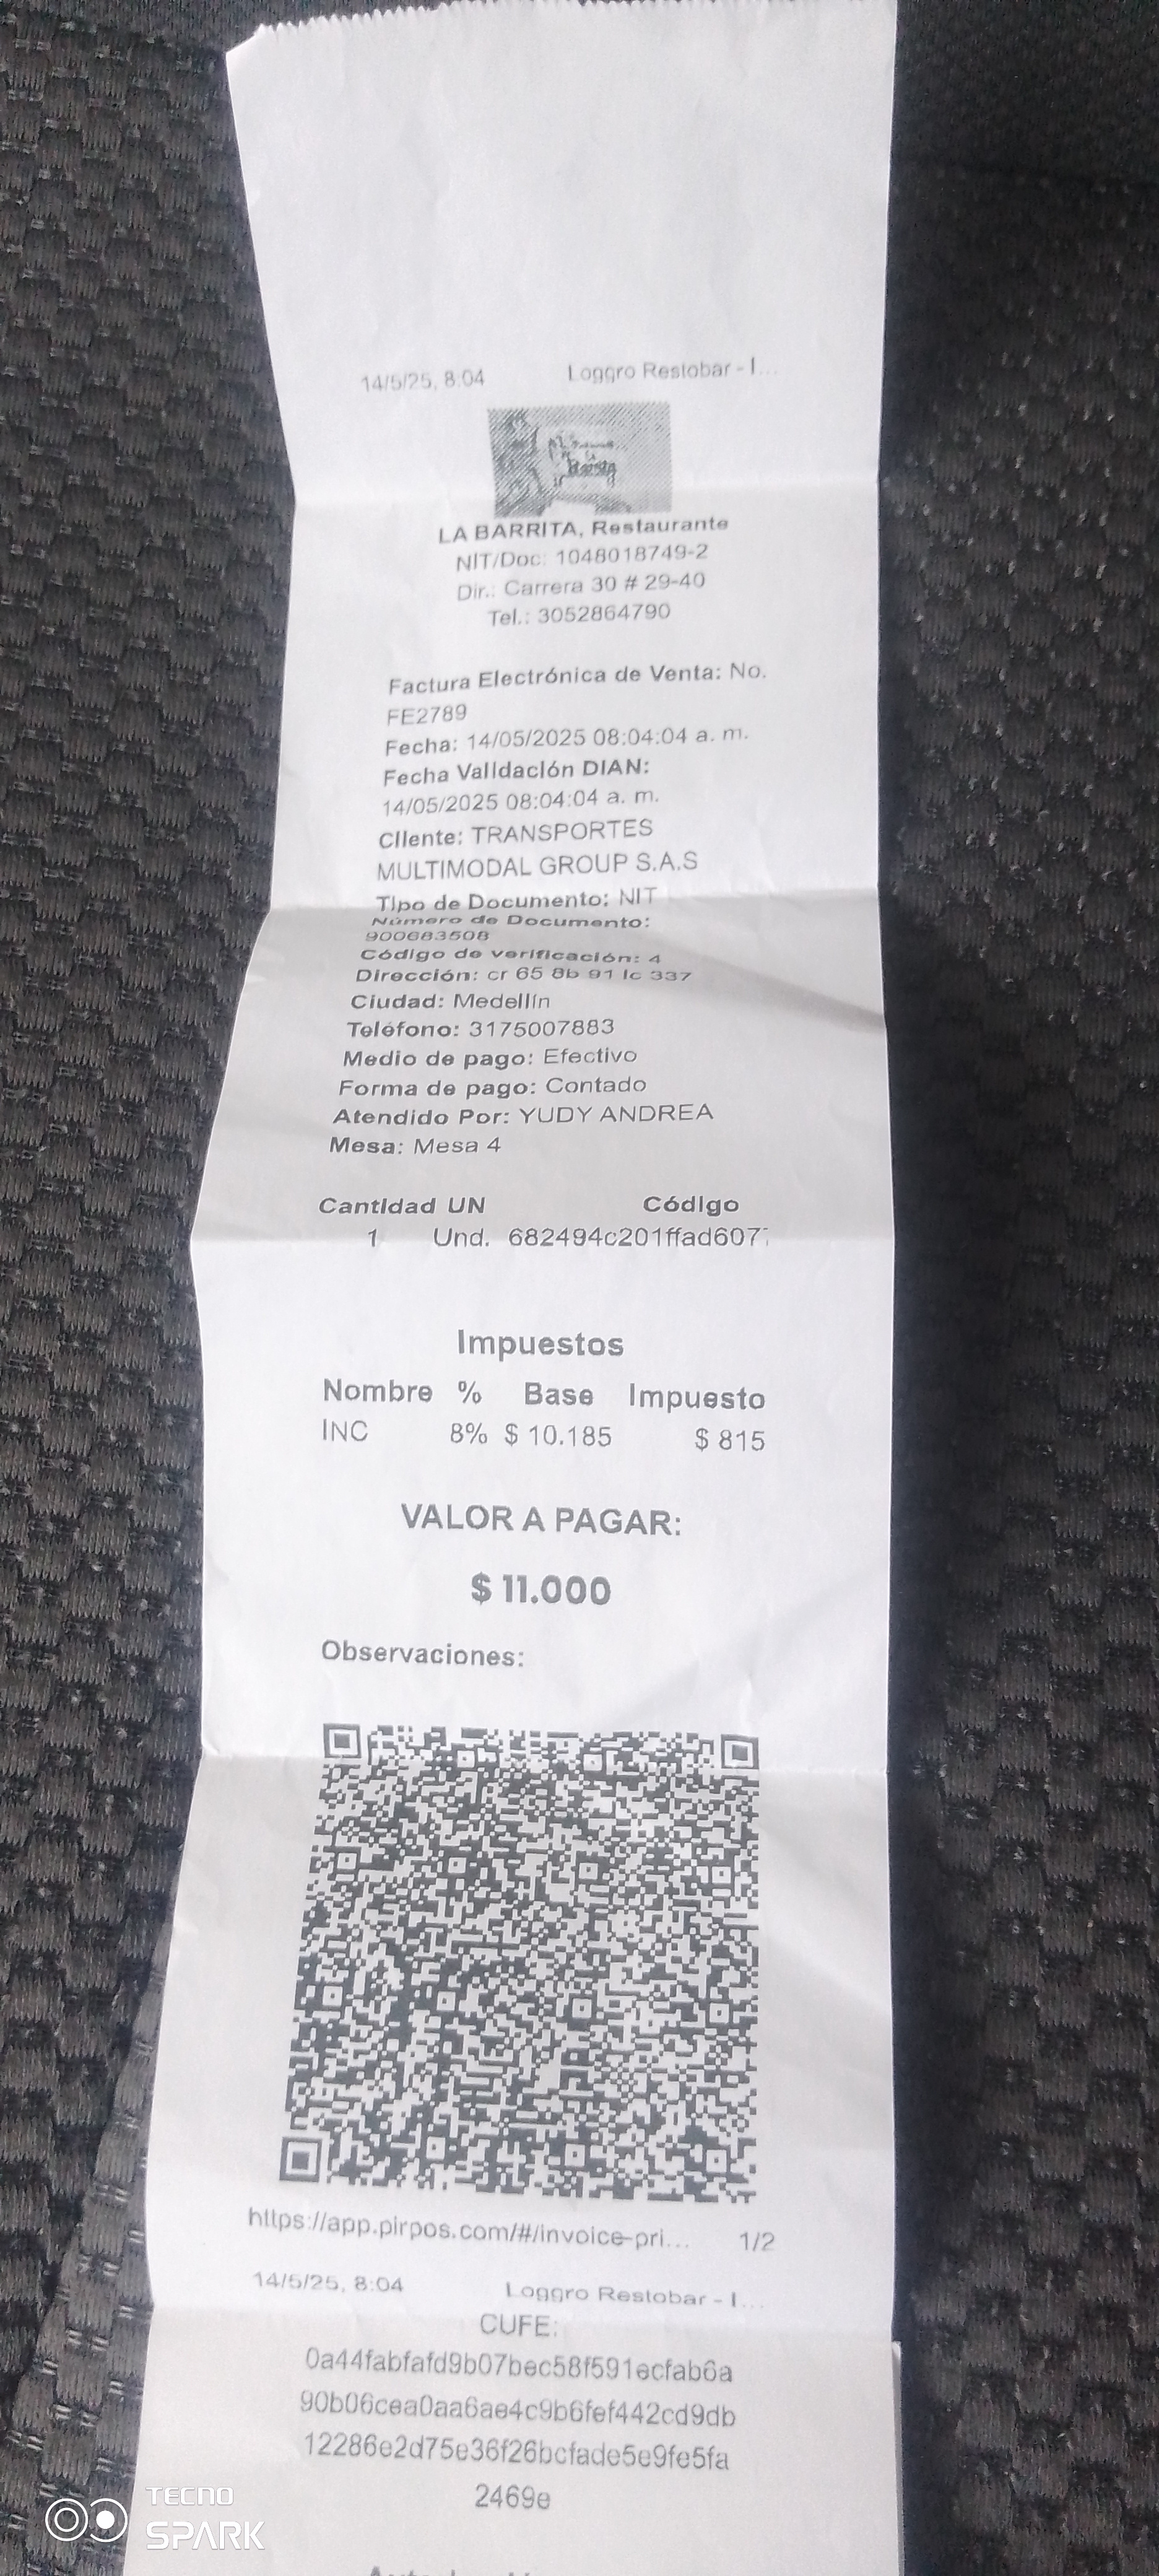 14/5/25, 8:04 Loggro Restobar - I...
LA BARRITA, Restaurante
NIT/Doc: 1048018749-2
Dir.: Carrera 30 # 29-40
Tel.: 3052864790
Factura Electrónica de Venta: No.
FE2789
Fecha: 14/05/2025 08:04:04 a. m.
Fecha Validación DIAN:
14/05/2025 08:04:04 a. m.
Cliente: TRANSPORTES
MULTIMODAL GROUP S.A.S
Tipo de Documento: NIT
Número de Documento:
900683508
Código de verificación: 4
Dirección: cr 65 8b 91 lc 337
Ciudad: Medellín
Teléfono: 3175007883
Medio de pago: Efectivo
Forma de pago: Contado
Atendido Por: YUDY ANDREA
Mesa: Mesa 4
Cantidad UN Código
1 Und. 682494c201ffad607
Impuestos
Nombre % Base Impuesto
INC 8% $ 10.185 $ 815
VALOR A PAGAR:
$ 11.000
Observaciones:
https://app.pirpos.com/#/invoice-pri... 1/2
14/5/25, 8:04 Loggro Restobar - I...
CUFE:
0a44fabfafd9b07bec58f591ecfab6a
90b06cea0aa6ae4c9b6fef442cd9db
12286e2d75e36f26bcfade5e9fe5fa
2469e
TECNO
SPARK